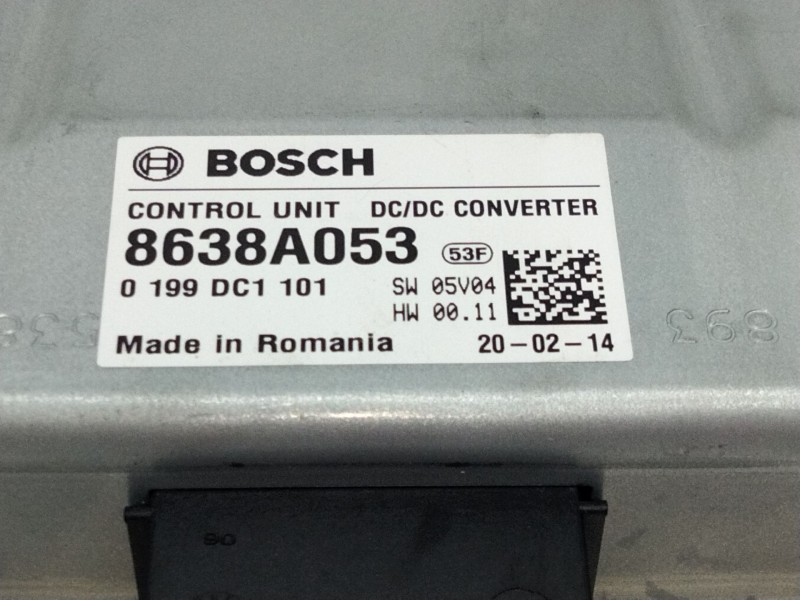 BOSCH
CONTROL UNIT DC/DC CONVERTER
8638A053 53F
0 199 DC1 101 SW 05V04
HW 00.11
Made in Romania 20-02-14
893